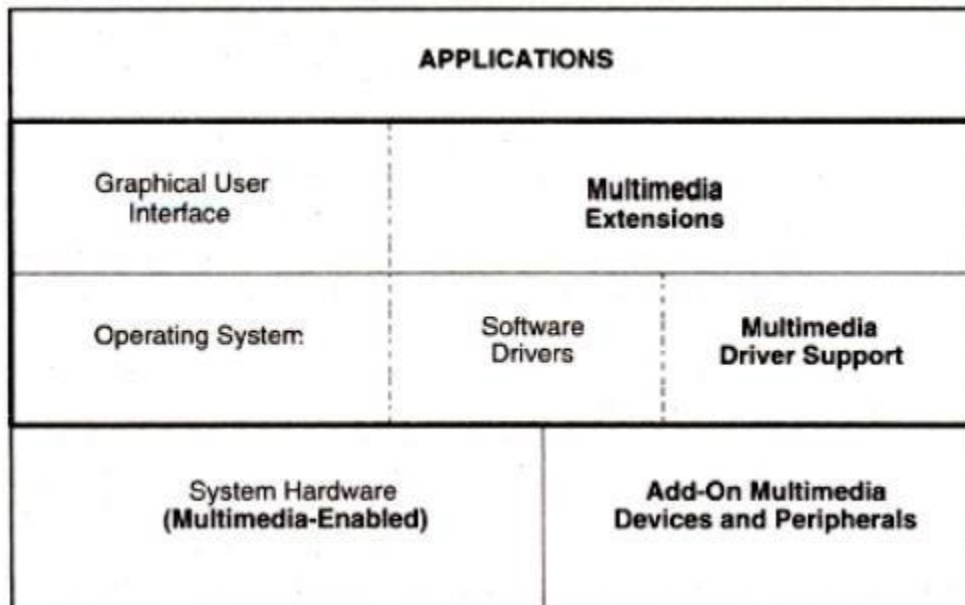 APPLICATIONS
Graphical User
Interface
Multimedia
Extensions
Operating System
Software
Drivers
Multimedia
Driver Support
System Hardware
(Multimedia-Enabled)
Add-On Multimedia
Devices and Peripherals